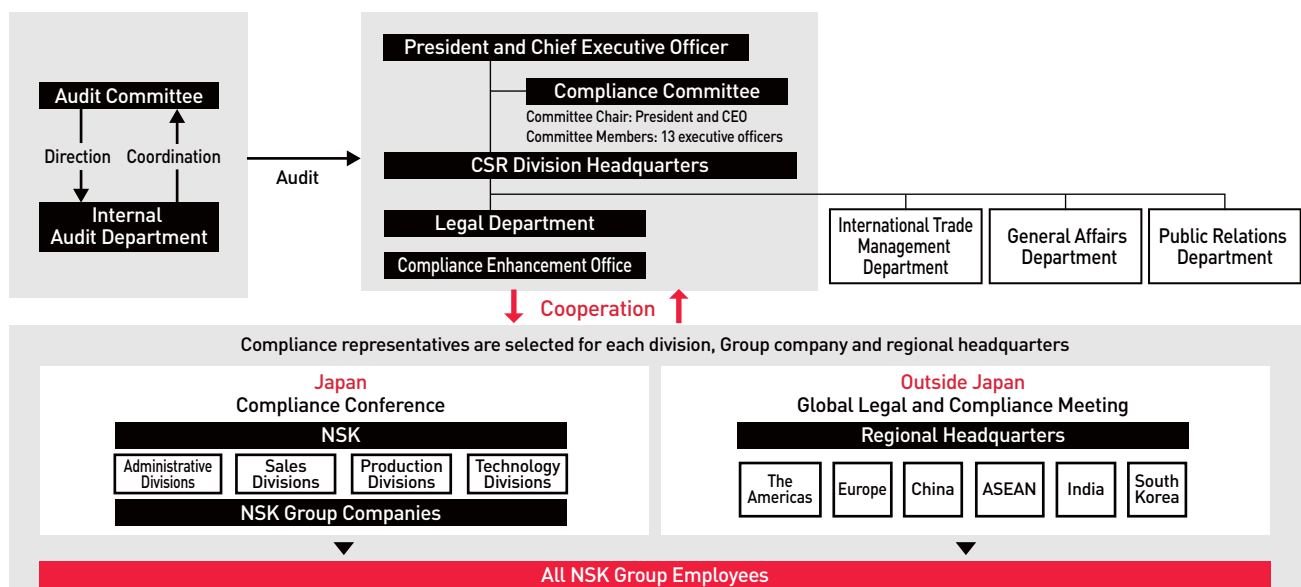 Audit Committee
Direction
Coordination
Internal
Audit Department
Audit
President and Chief Executive Officer
Compliance Committee
Committee Chair: President and CEO
Committee Members: 13 executive officers
CSR Division Headquarters
Legal Department
Compliance Enhancement Office
International Trade
Management
Department
General Affairs
Department
Public Relations
Department
Cooperation
Compliance representatives are selected for each division, Group company and regional headquarters
Japan
Compliance Conference
NSK
Administrative
Divisions
Sales
Divisions
Production
Divisions
Technology
Divisions
NSK Group Companies
Outside Japan
Global Legal and Compliance Meeting
Regional Headquarters
The
Americas
Europe
China
ASEAN
India
South
Korea
All NSK Group Employees